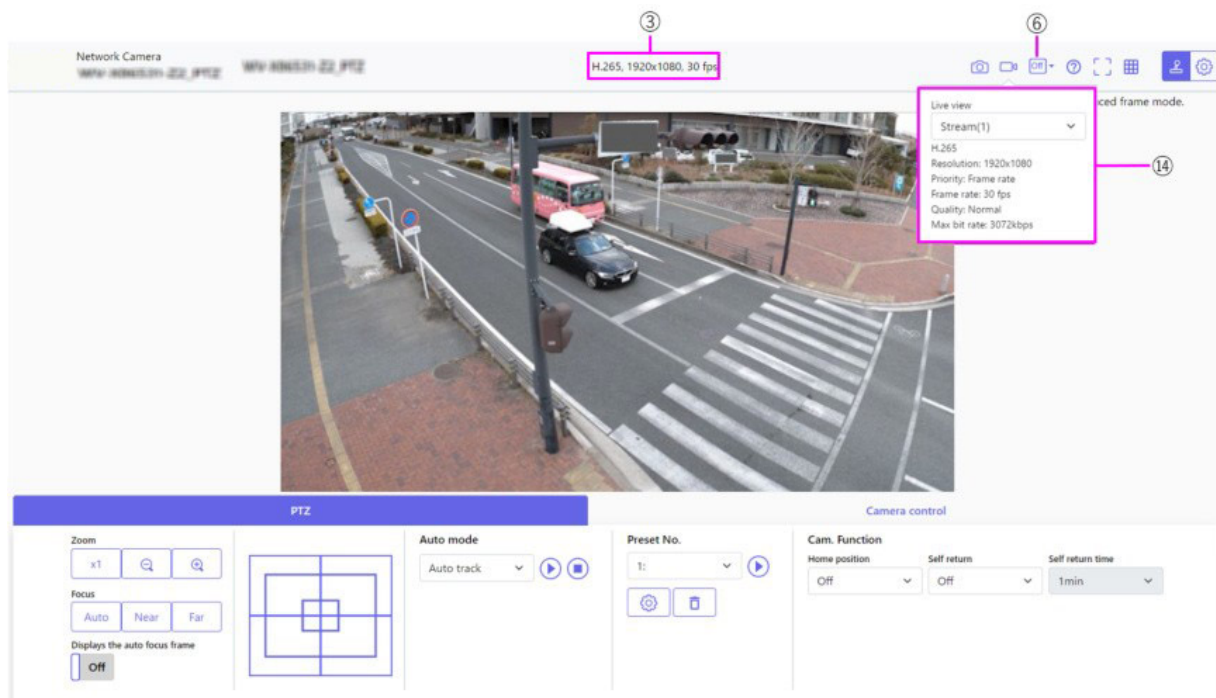 ③
⑥
Network Camera
H.265, 1920x1080, 30 fps
Off
ced frame mode.
Live view
Stream(1)
H.265
Resolution: 1920x1080
Priority: Frame rate
Frame rate: 30 fps
Quality: Normal
Max bit rate: 3072kbps
⑭
PTZ
Camera control
Zoom
x1
Focus
Auto Near Far
Displays the auto focus frame
Off
Auto mode
Auto track
Preset No.
1:
Cam. Function
Home position Self return Self return time
Off Off 1min